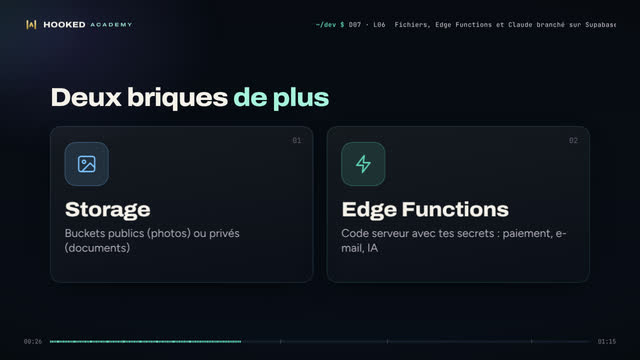 HOOKED ACADEMY
~/dev $ D07 · L06 Fichiers, Edge Functions et Claude branché sur Supabase
Deux briques de plus
01
Storage
Buckets publics (photos) ou privés
(documents)
02
Edge Functions
Code serveur avec tes secrets : paiement, e-
mail, IA
00:26
01:15